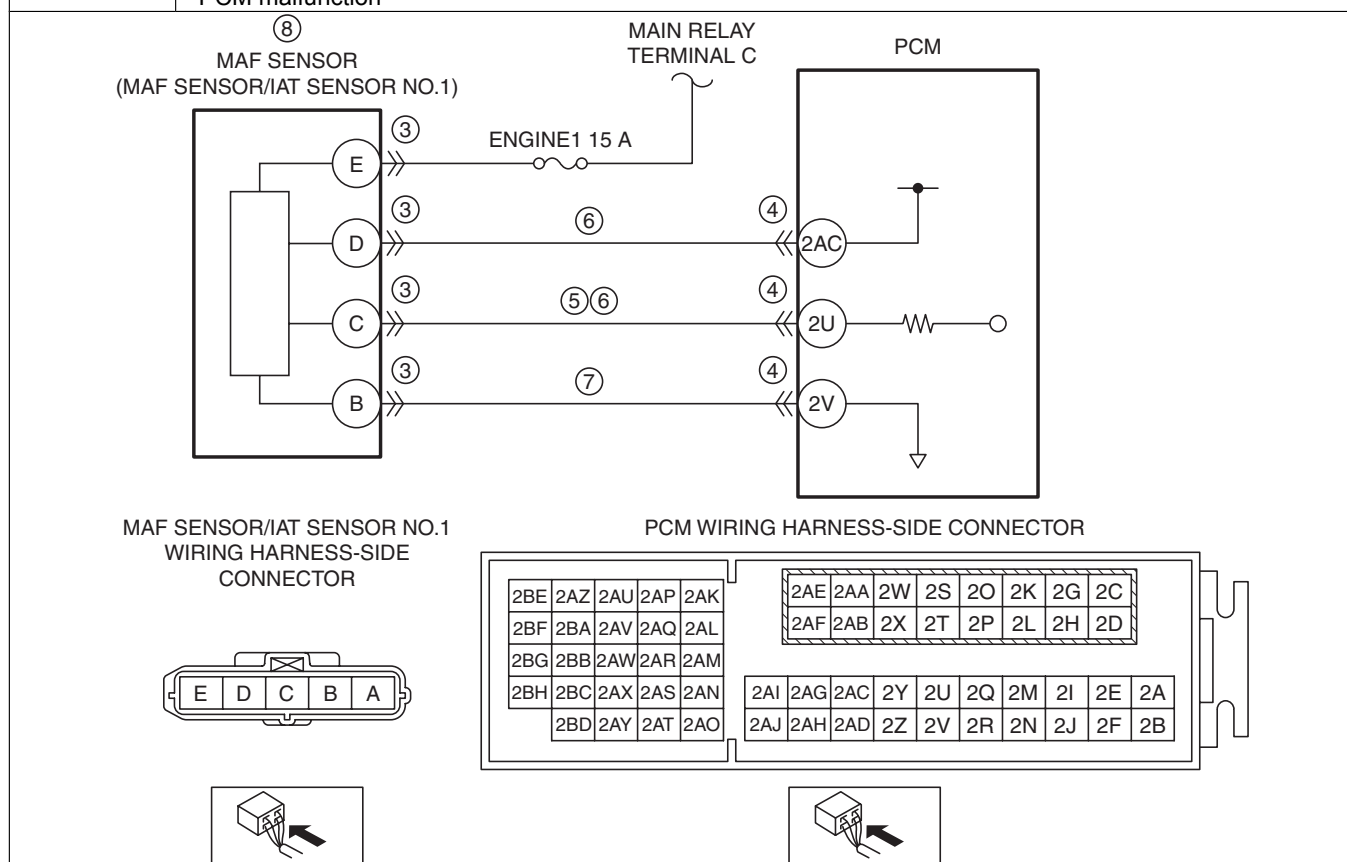 PCM malfunction
8
MAF SENSOR
(MAF SENSOR/IAT SENSOR NO.1)
MAIN RELAY
TERMINAL C
PCM
3
E
ENGINE1 15 A
3
D
6
4
2AC
3
C
5 6
4
2U
3
B
7
4
2V
MAF SENSOR/IAT SENSOR NO.1
WIRING HARNESS-SIDE
CONNECTOR
E D C B A
PCM WIRING HARNESS-SIDE CONNECTOR
2BE 2AZ 2AU 2AP 2AK
2BF 2BA 2AV 2AQ 2AL
2BG 2BB 2AW 2AR 2AM
2BH 2BC 2AX 2AS 2AN
2BD 2AY 2AT 2AO
2AE 2AA 2W 2S 2O 2K 2G 2C
2AF 2AB 2X 2T 2P 2L 2H 2D
2AI 2AG 2AC 2Y 2U 2Q 2M 2I 2E 2A
2AJ 2AH 2AD 2Z 2V 2R 2N 2J 2F 2B